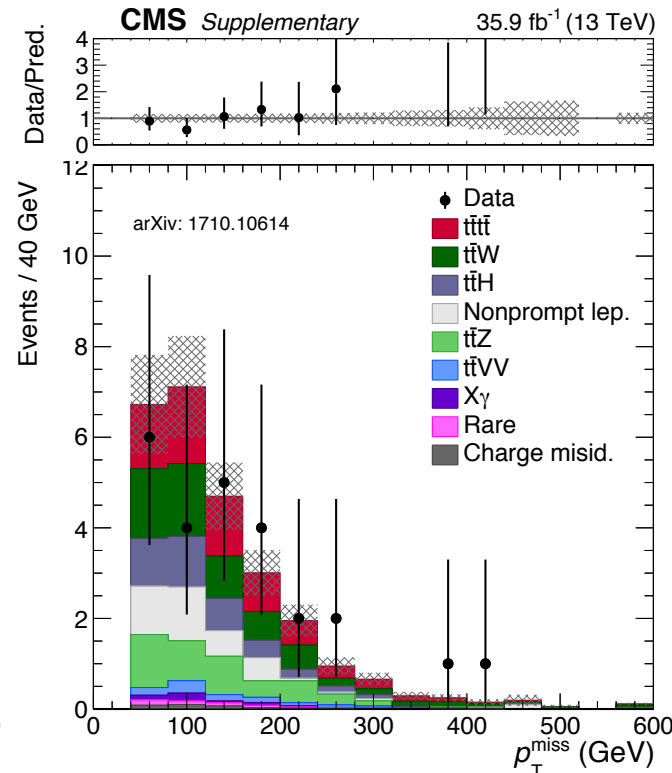 CMS Supplementary 35.9 fb⁻¹ (13 TeV)
Data/Pred.
4
3
2
1
0
Events / 40 GeV
12
10
8
6
4
2
0
arXiv: 1710.10614
Data
tt̄tt̄
tt̄W
tt̄H
Nonprompt lep.
tt̄Z
tt̄VV
Xγ
Rare
Charge misid.
0 100 200 300 400 500 600
p_T^miss (GeV)